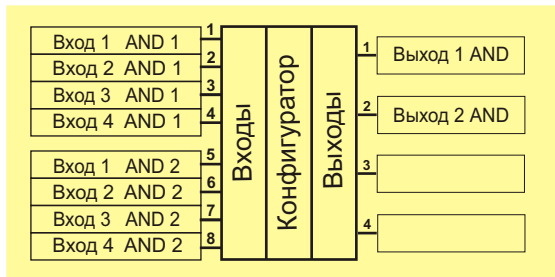 Вход 1 AND 1
Вход 2 AND 1
Вход 3 AND 1
Вход 4 AND 1
Вход 1 AND 2
Вход 2 AND 2
Вход 3 AND 2
Вход 4 AND 2
1
2
3
4
5
6
7
8
Входы
Конфигуратор
Выходы
1
2
3
4
Выход 1 AND
Выход 2 AND